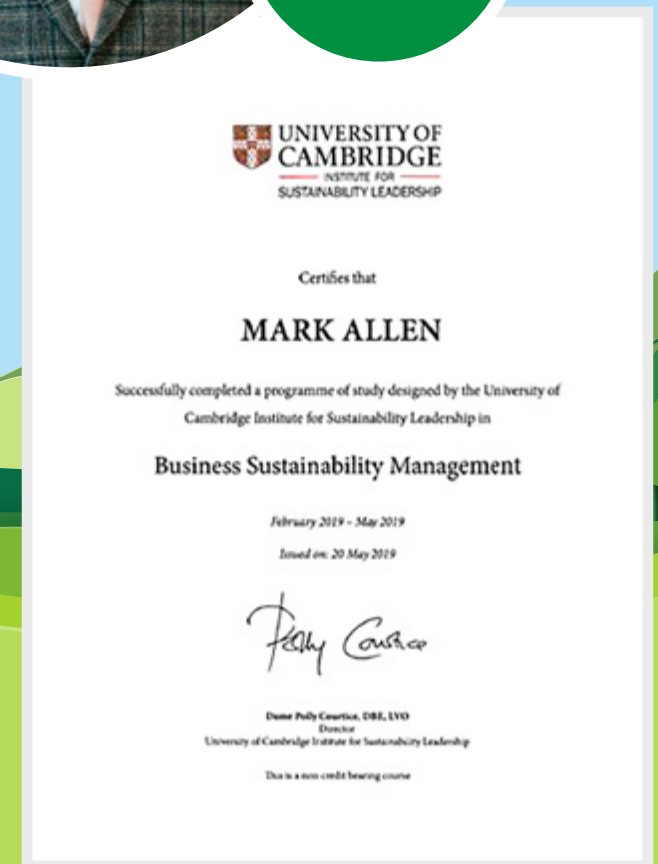 UNIVERSITY OF
CAMBRIDGE
INSTITUTE FOR
SUSTAINABILITY LEADERSHIP
Certifies that
MARK ALLEN
Successfully completed a programme of study designed by the University of
Cambridge Institute for Sustainability Leadership in
Business Sustainability Management
February 2019 – May 2019
Issued on: 20 May 2019
Polly Courtice
Dame Polly Courtice, DBE, LVO
Director
University of Cambridge Institute for Sustainability Leadership
This is a non credit bearing course